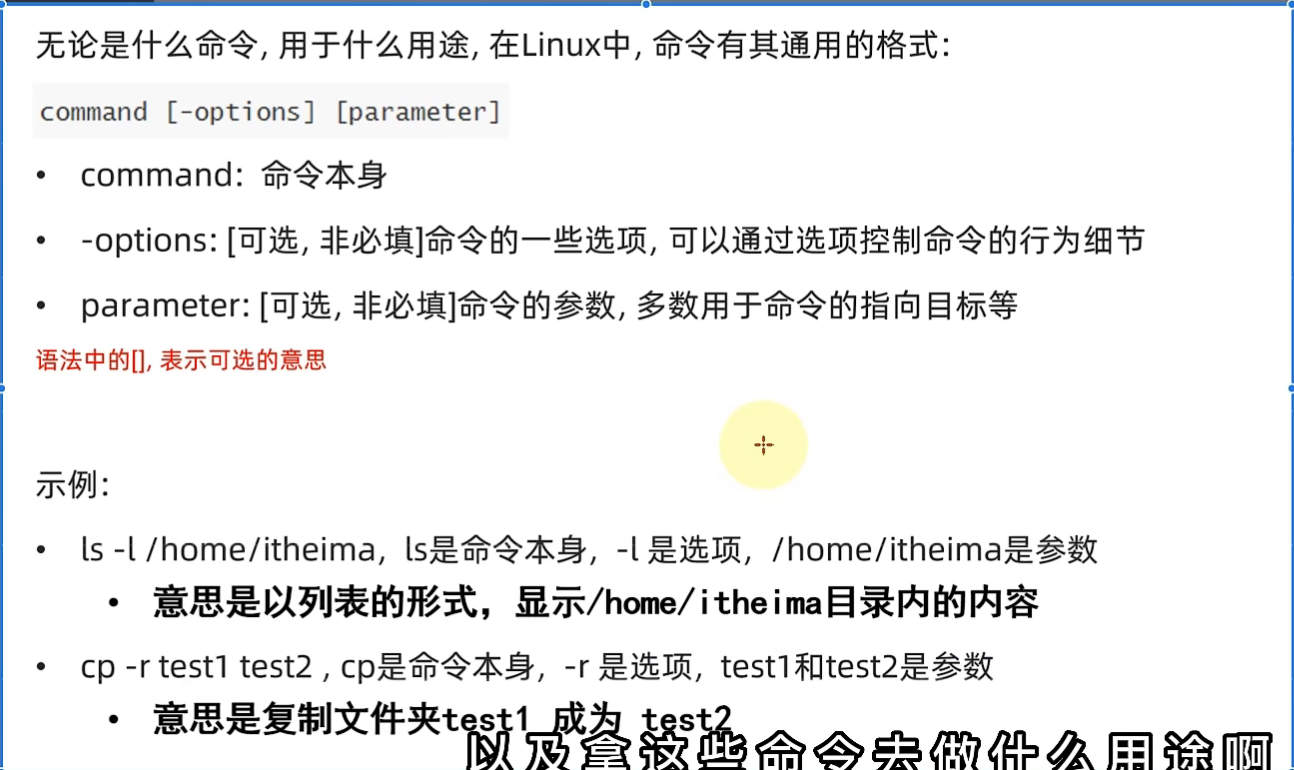 无论是什么命令, 用于什么用途, 在Linux中, 命令有其通用的格式:
command [-options] [parameter]
• command: 命令本身
• -options: [可选, 非必填]命令的一些选项, 可以通过选项控制命令的行为细节
• parameter: [可选, 非必填]命令的参数, 多数用于命令的指向目标等
语法中的[], 表示可选的意思
示例:
• ls -l /home/itheima, ls是命令本身, -l 是选项, /home/itheima是参数
• 意思是以列表的形式, 显示/home/itheima目录内的内容
• cp -r test1 test2 , cp是命令本身, -r 是选项, test1和test2是参数
• 意思是复制文件夹test1 成为 test2
以及拿这些命令去做什么用途啊